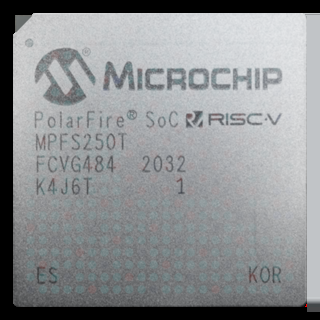 MICROCHIP
PolarFire® SoC RISC-V
MPFS250T
FCVG484 2032
K4J6T 1
ES KOR